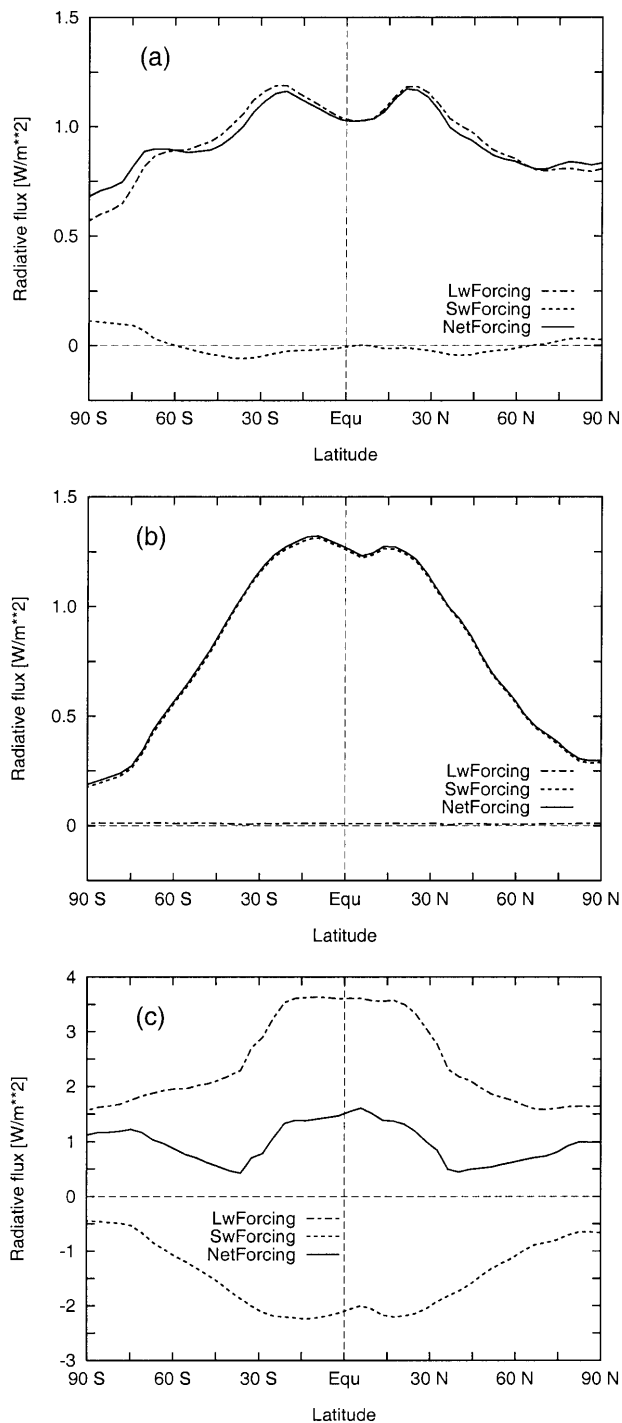 (a)
Radiative flux [W/m**2]
1.5
1.0
0.5
0
LwForcing
SwForcing
NetForcing
90 S 60 S 30 S Equ 30 N 60 N 90 N
Latitude
(b)
Radiative flux [W/m**2]
1.5
1.0
0.5
0
LwForcing
SwForcing
NetForcing
90 S 60 S 30 S Equ 30 N 60 N 90 N
Latitude
(c)
Radiative flux [W/m**2]
4
3
2
1
0
-1
-2
-3
LwForcing
SwForcing
NetForcing
90 S 60 S 30 S Equ 30 N 60 N 90 N
Latitude